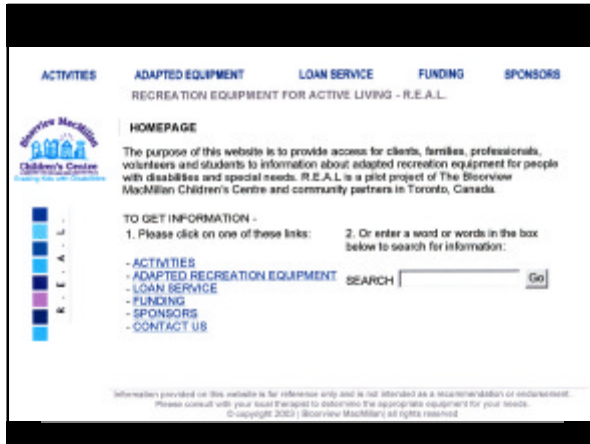 ACTIVITIES ADAPTED EQUIPMENT LOAN SERVICE FUNDING SPONSORS
RECREATION EQUIPMENT FOR ACTIVE LIVING - R.E.A.L.
Bloorview MacMillan
Children's Centre
Enabling Kids with Disabilities
HOMEPAGE
The purpose of this website is to provide access for clients, families, professionals,
volunteers and students to information about adapted recreation equipment for people
with disabilities and special needs. R.E.A.L is a pilot project of The Bloorview
MacMillan Children's Centre and community partners in Toronto, Canada.
R - E - A - L -
TO GET INFORMATION -
1. Please click on one of these links:
- ACTIVITIES
- ADAPTED RECREATION EQUIPMENT
- LOAN SERVICE
- FUNDING
- SPONSORS
- CONTACT US
2. Or enter a word or words in the box
below to search for information:
SEARCH Go
Information provided on this website is for reference only and is not intended as a recommendation or endorsement.
Please consult with your local therapist to determine the appropriate equipment for your needs.
© copyright 2003 | Bloorview MacMillan| all rights reserved